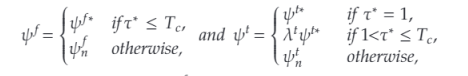 ψ^f = { ψ^{f*} if τ* ≤ T_c, ψ_n^f otherwise, and ψ^t = { ψ^{t*} if τ* = 1, λ^t ψ^{t*} if 1<τ* ≤ T_c, ψ_n^t otherwise,